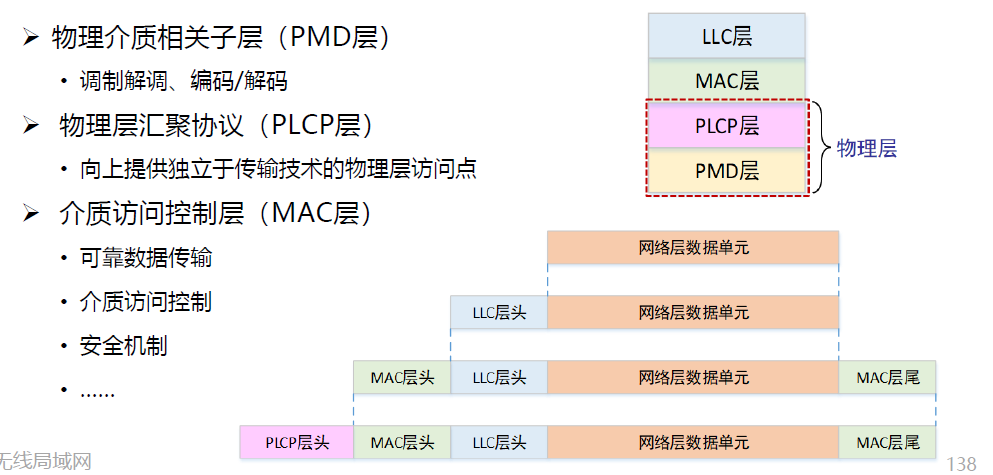 ➢ 物理介质相关子层（PMD层）
• 调制解调、编码/解码
➢ 物理层汇聚协议（PLCP层）
• 向上提供独立于传输技术的物理层访问点
➢ 介质访问控制层（MAC层）
• 可靠数据传输
• 介质访问控制
• 安全机制
• ......
LLC层
MAC层
PLCP层
PMD层
物理层
网络层数据单元
LLC头 网络层数据单元
MAC层头 LLC层头 网络层数据单元 MAC层尾
PLCP层头 MAC层头 LLC层头 网络层数据单元 MAC层尾
无线局域网
138